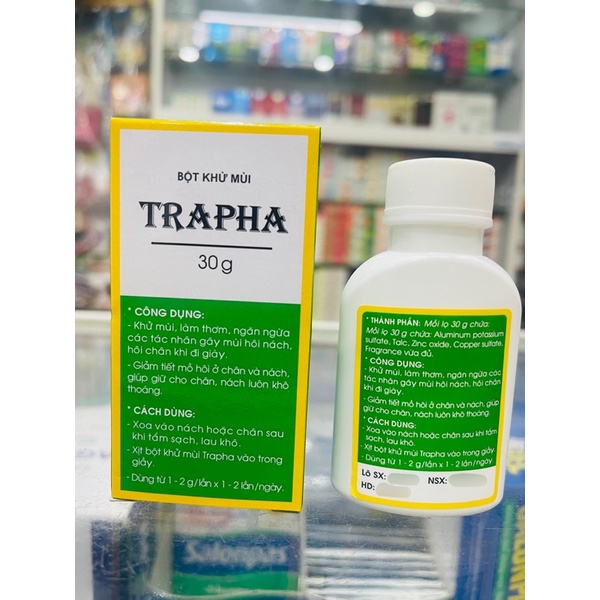 BỘT KHỬ MÙI
TRAPHA
30g
* CÔNG DỤNG:
- Khử mùi, làm thơm, ngăn ngừa
các tác nhân gây mùi hôi nách,
hôi chân khi đi giày.
- Giảm tiết mồ hôi ở chân và nách,
giúp giữ cho chân, nách luôn khô
thoáng.
* CÁCH DÙNG:
- Xoa vào nách hoặc chân sau
khi tắm sạch, lau khô.
- Xịt bột khử mùi Trapha vào trong
giầy.
- Dùng từ 1 - 2 g/lần x 1 - 2 lần/ngày.
* THÀNH PHẦN: Mỗi lọ 30 g chứa:
Mỗi lọ 30 g chứa: Aluminum potassium
sulfate, Talc, Zinc oxide, Copper sulfate,
Fragrance vừa đủ.
* CÔNG DỤNG:
- Khử mùi, làm thơm, ngăn ngừa các
tác nhân gây mùi hôi nách, hôi chân
khi đi giày.
- Giảm tiết mồ hôi ở chân và nách, giúp
giữ cho chân, nách luôn khô thoáng.
* CÁCH DÙNG:
- Xoa vào nách hoặc chân sau khi tắm
sạch, lau khô.
- Xịt bột khử mùi Trapha vào trong giầy.
- Dùng từ 1 - 2 g/lần x 1 - 2 lần/ngày.
Lô SX: NSX:
HD:
Salonpas